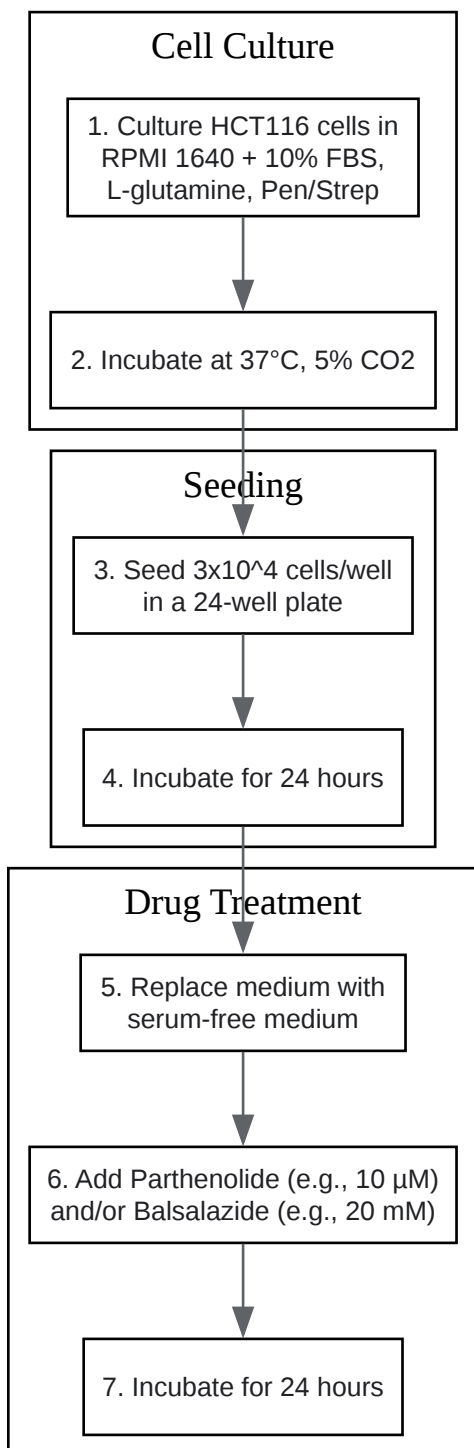 Cell Culture
1. Culture HCT116 cells in
RPMI 1640 + 10% FBS,
L-glutamine, Pen/Strep
2. Incubate at 37°C, 5% CO2
Seeding
3. Seed 3x10^4 cells/well
in a 24-well plate
4. Incubate for 24 hours
Drug Treatment
5. Replace medium with
serum-free medium
6. Add Parthenolide (e.g., 10 µM)
and/or Balsalazide (e.g., 20 mM)
7. Incubate for 24 hours